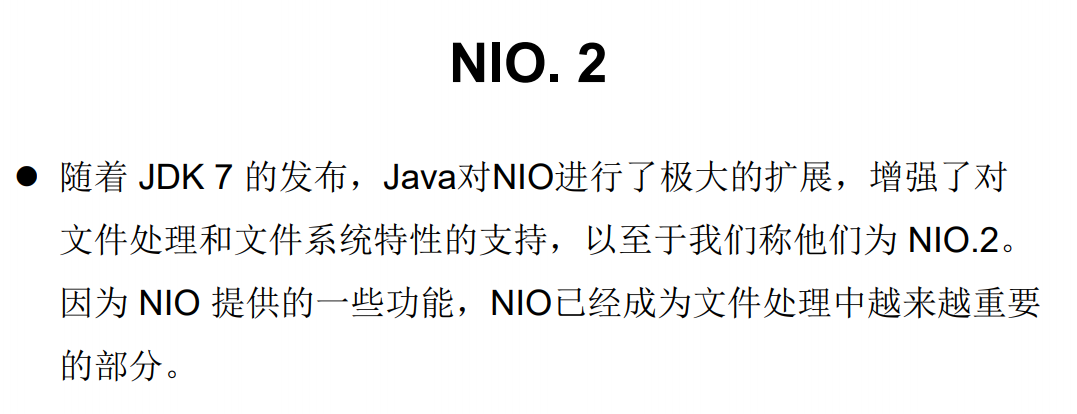 NIO. 2
● 随着 JDK 7 的发布，Java对NIO进行了极大的扩展，增强了对
文件处理和文件系统特性的支持，以至于我们称他们为 NIO.2。
因为 NIO 提供的一些功能，NIO已经成为文件处理中越来越重要
的部分。